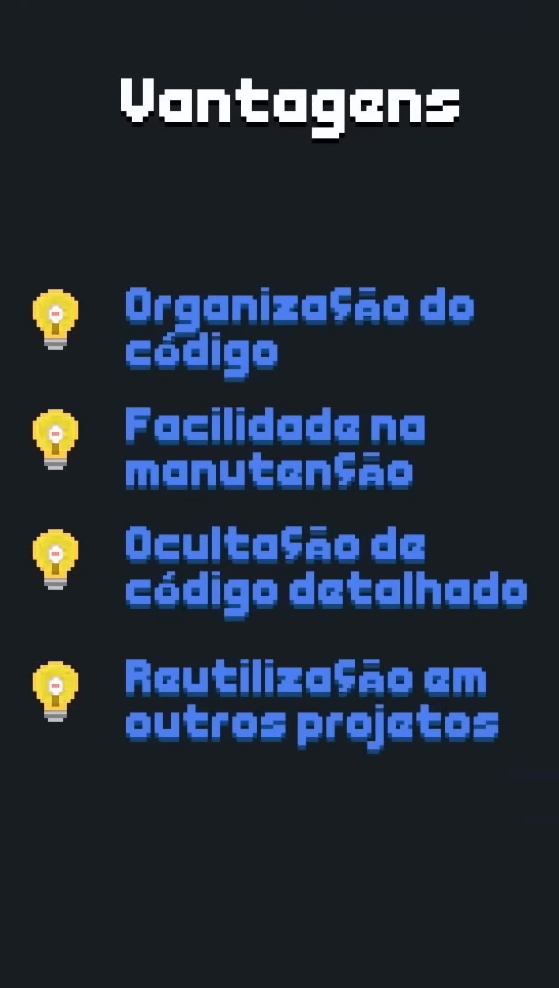 Vantagens
Organização do
código
Facilidade na
manutenção
Ocultação de
código detalhado
Reutilização em
outros projetos